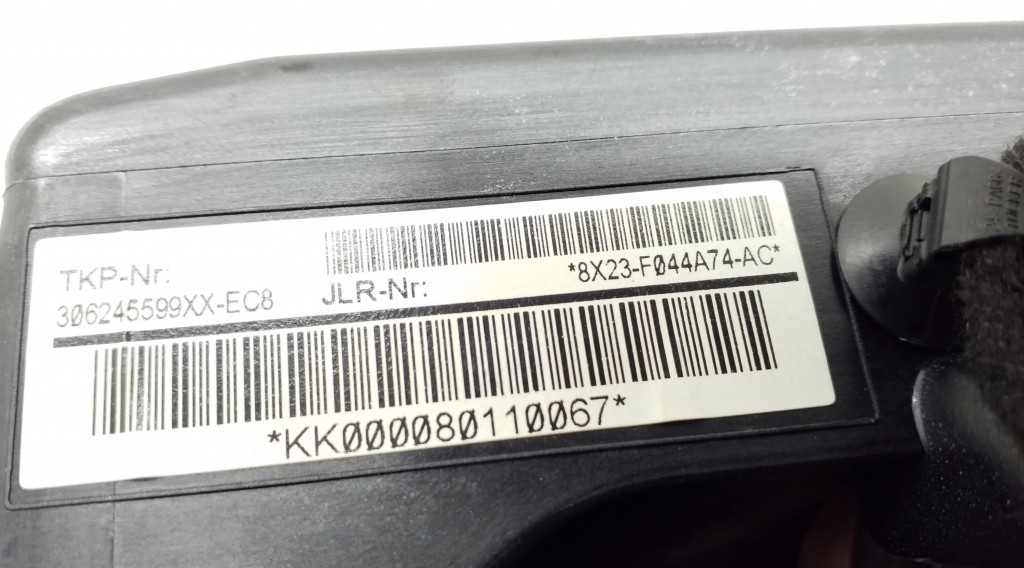 TKP-Nr:
306245599XX-EC8
JLR-Nr:
*8X23-F044A74-AC*
*KK000080110067*